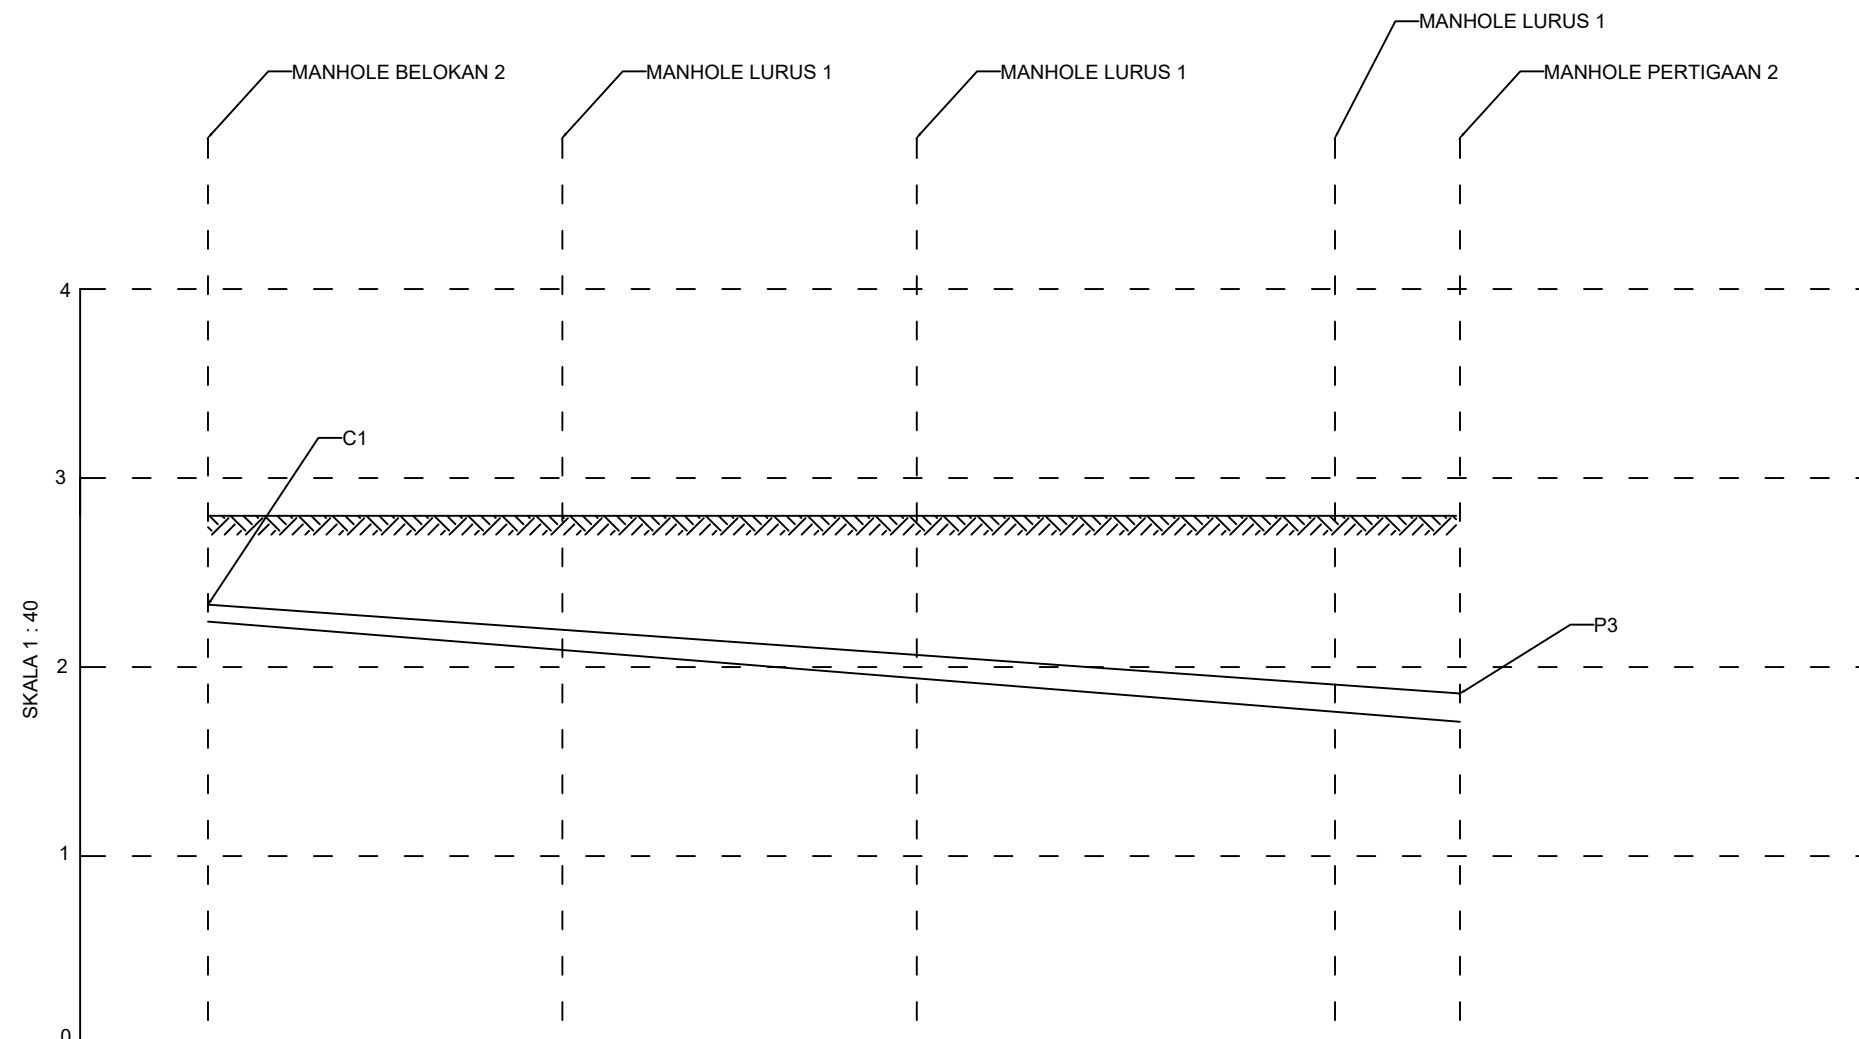 MANHOLE LURUS 1
MANHOLE BELOKAN 2
MANHOLE LURUS 1
MANHOLE LURUS 1
MANHOLE PERTIGAAN 2
4
C1
3
SKALA 1 : 40
P3
2
1
0